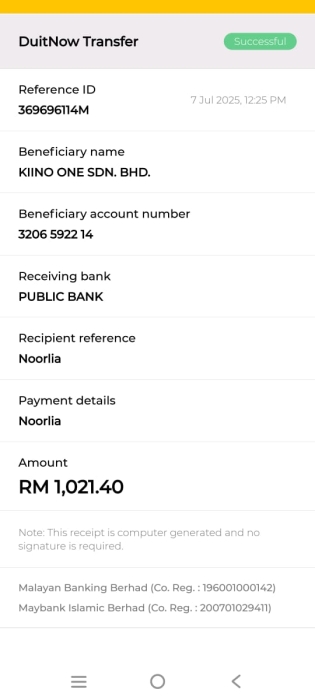 DuitNow Transfer
Successful
Reference ID
369696114M
7 Jul 2025, 12:25 PM
Beneficiary name
KIINO ONE SDN. BHD.
Beneficiary account number
3206 5922 14
Receiving bank
PUBLIC BANK
Recipient reference
Noorlia
Payment details
Noorlia
Amount
RM 1,021.40
Note: This receipt is computer generated and no
signature is required.
Malayan Banking Berhad (Co. Reg. : 196001000142)
Maybank Islamic Berhad (Co. Reg. : 200701029411)